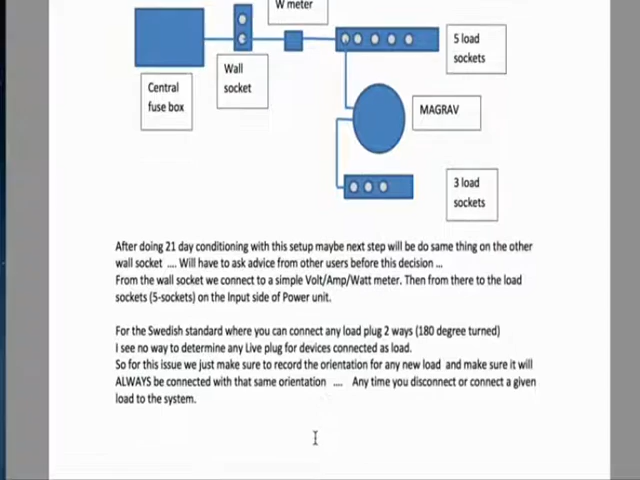 W meter
5 load
sockets
Wall
socket
Central
fuse box
MAGRAV
3 load
sockets
After doing 21 day conditioning with this setup maybe next step will be do same thing on the other
wall socket .... Will have to ask advice from other users before this decision ...
From the wall socket we connect to a simple Volt/Amp/Watt meter. Then from there to the load
sockets (5-sockets) on the Input side of Power unit.
For the Swedish standard where you can connect any load plug 2 ways (180 degree turned)
I see no way to determine any Live plug for devices connected as load.
So for this issue we just make sure to record the orientation for any new load and make sure it will
ALWAYS be connected with that same orientation .... Any time you disconnect or connect a given
load to the system.